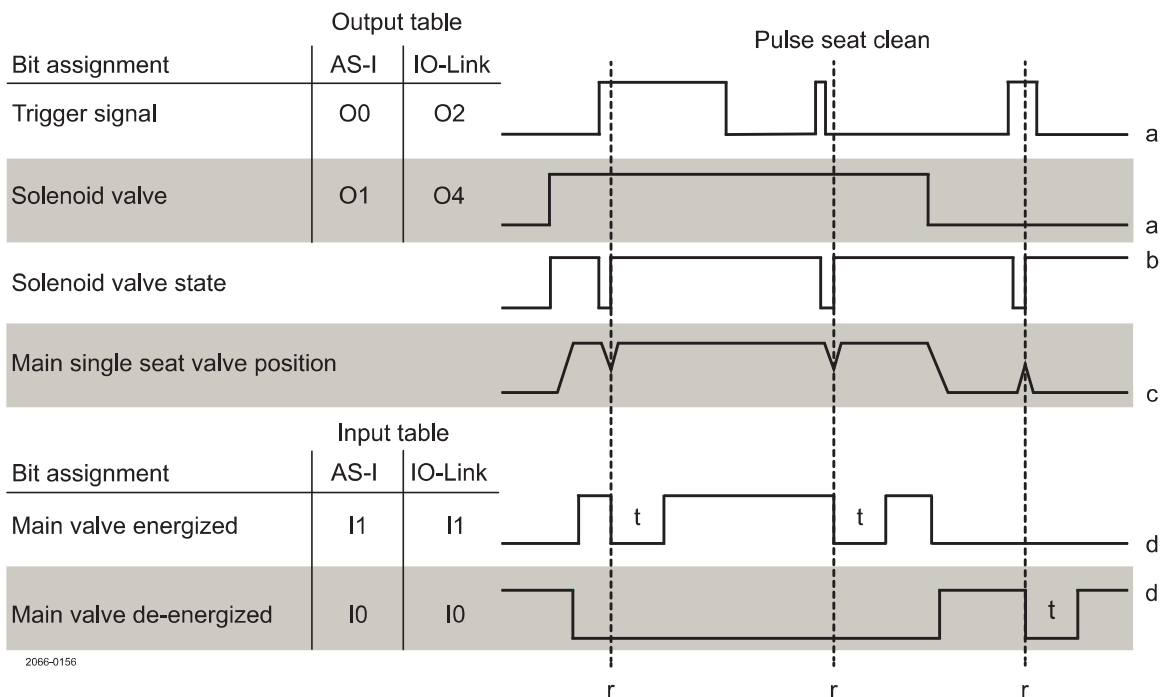 Output table
Pulse seat clean
Bit assignment AS-I IO-Link
Trigger signal O0 O2
a
Solenoid valve O1 O4
a
Solenoid valve state
b
Main single seat valve position
c
Input table
Bit assignment AS-I IO-Link
Main valve energized I1 I1
t t
d
Main valve de-energized I0 I0
t
d
2066-0156
r r r